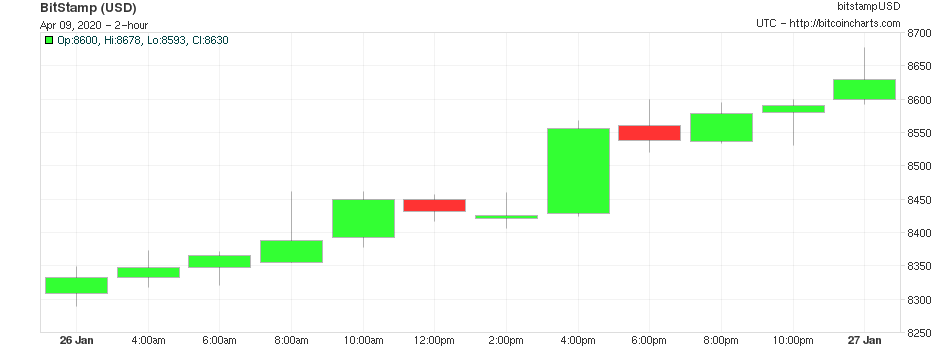 BitStamp (USD)
bitstampUSD
Apr 09, 2020 - 2-hour
UTC - http://bitcoincharts.com
Op:8600, Hi:8678, Lo:8593, Cl:8630
8700
8650
8600
8550
8500
8450
8400
8350
8300
8250
26 Jan 4:00am 6:00am 8:00am 10:00am 12:00pm 2:00pm 4:00pm 6:00pm 8:00pm 10:00pm 27 Jan